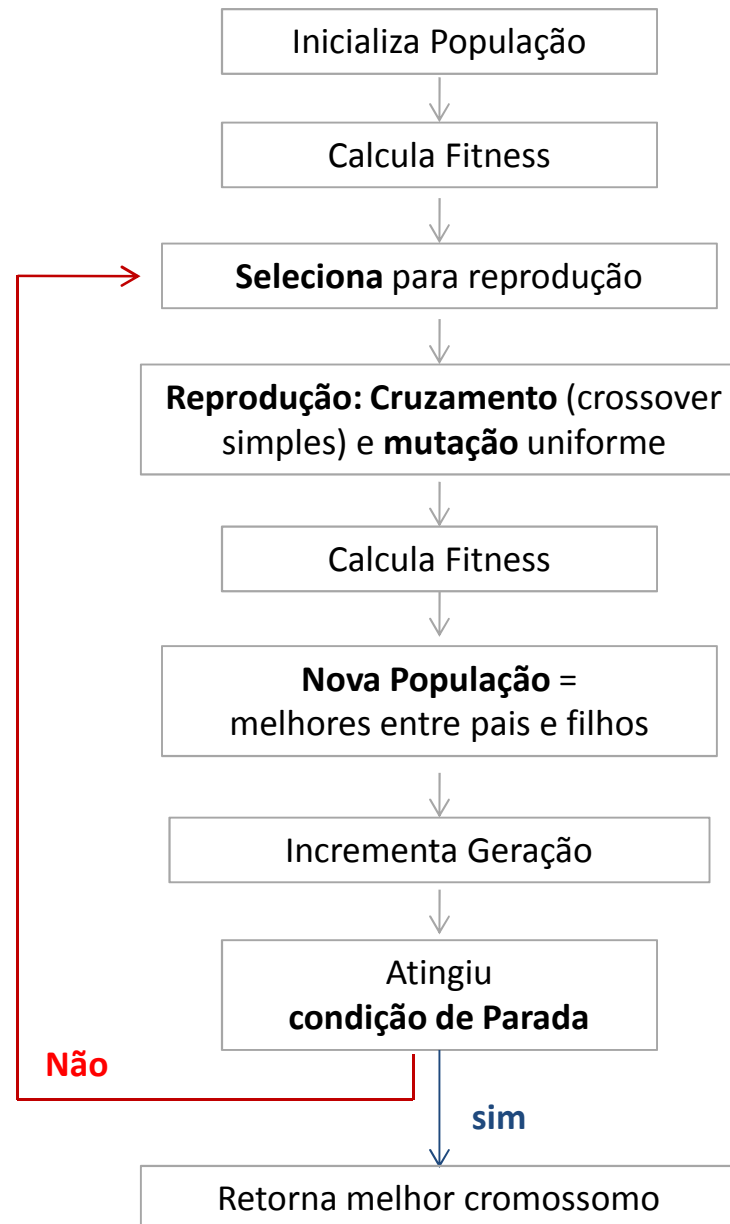 Inicializa População
Calcula Fitness
Seleciona para reprodução
Reprodução: Cruzamento (crossover
simples) e mutação uniforme
Calcula Fitness
Nova População =
melhores entre pais e filhos
Incrementa Geração
Atingiu
condição de Parada
Não
sim
Retorna melhor cromossomo